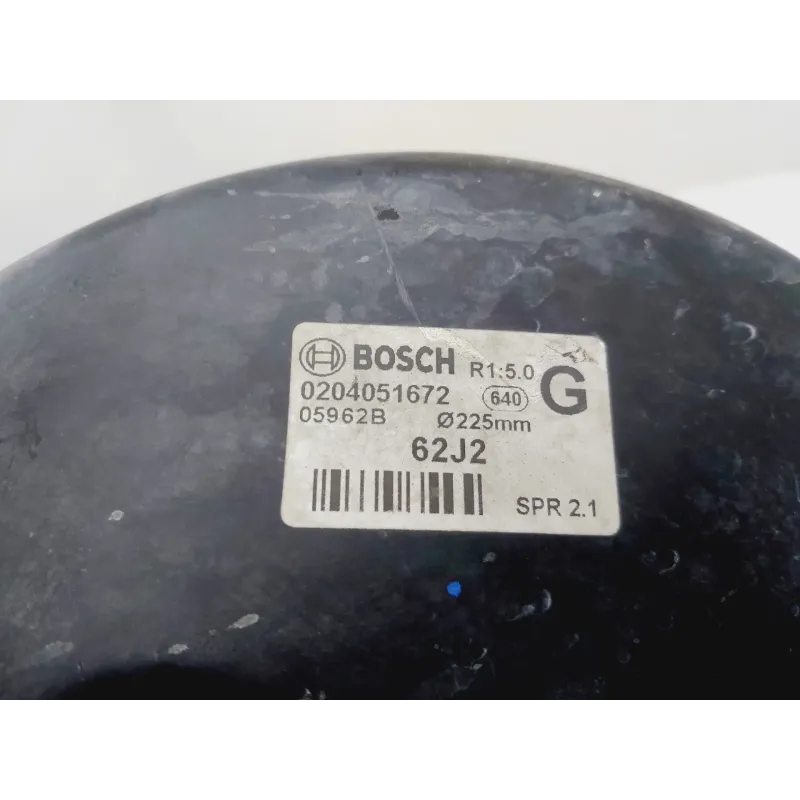 BOSCH R1:5.0 G
0204051672 640
05962B Ø225mm
62J2
SPR 2.1